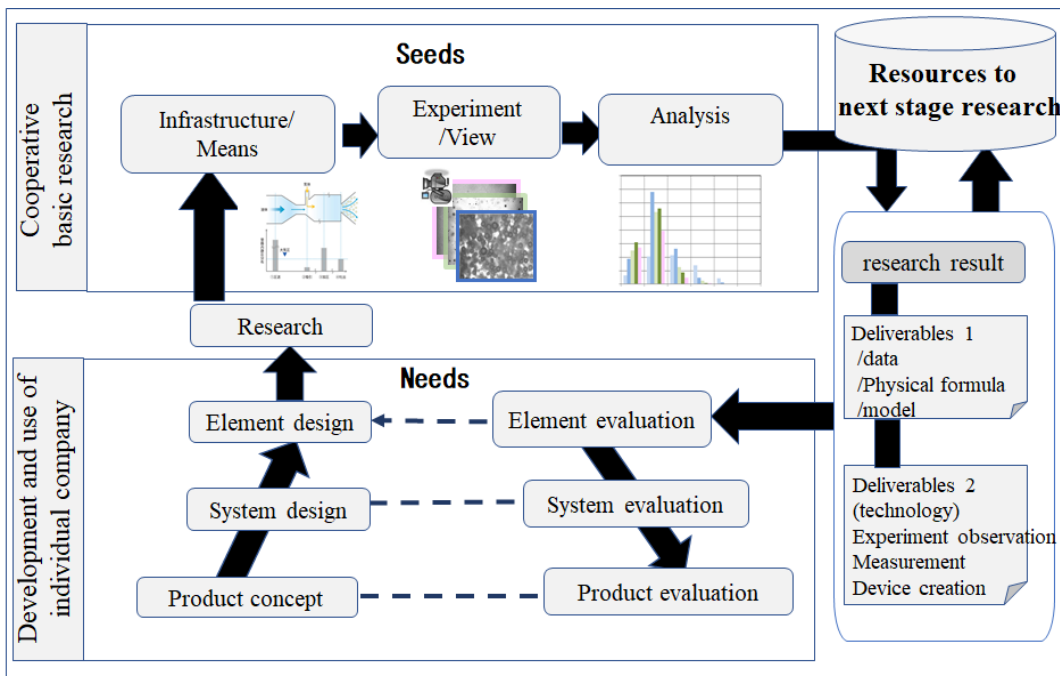 Cooperative
basic research
Seeds
Infrastructure/
Means
Experiment
/View
Analysis
Resources to
next stage research
research result
Deliverables 1
/data
/Physical formula
/model
Deliverables 2
(technology)
Experiment observation
Measurement
Device creation
Research
Development and use of
individual company
Needs
Element design
Element evaluation
System design
System evaluation
Product concept
Product evaluation